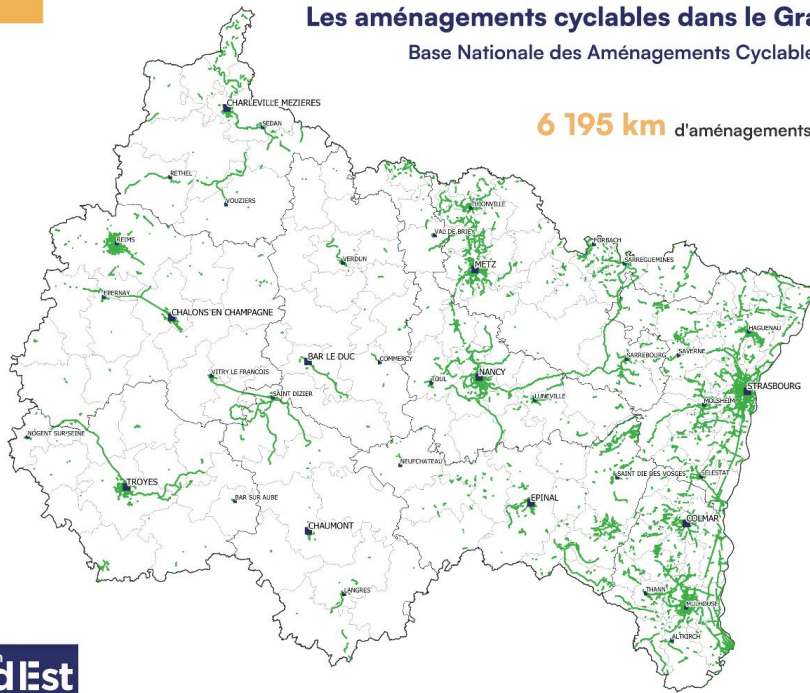 Les aménagements cyclables dans le Gra
Base Nationale des Aménagements Cyclable
6 195 km d'aménagements
CHARLEVILLE MEZIERES
SEDAN
RETHEL
VOUZIERS
THIONVILLE
REIMS
VAL DE BRIEY
FORBACH
VERDUN
METZ
SARREGUEMINES
EPERNAY
CHALONS EN CHAMPAGNE
HAGUENAU
BAR LE DUC
COMMERCY
SARREBOURG
SAVERNE
VITRY LE FRANCOIS
TOUL
NANCY
STRASBOURG
SAINT DIZIER
LUNEVILLE
MOLSHEIM
NOGENT SUR SEINE
NEUFCHATEAU
SAINT DIE DES VOSGES
SELESTAT
TROYES
BAR SUR AUBE
EPINAL
CHAUMONT
COLMAR
LANGRES
THANN
MULHOUSE
ALTKIRCH
dEst